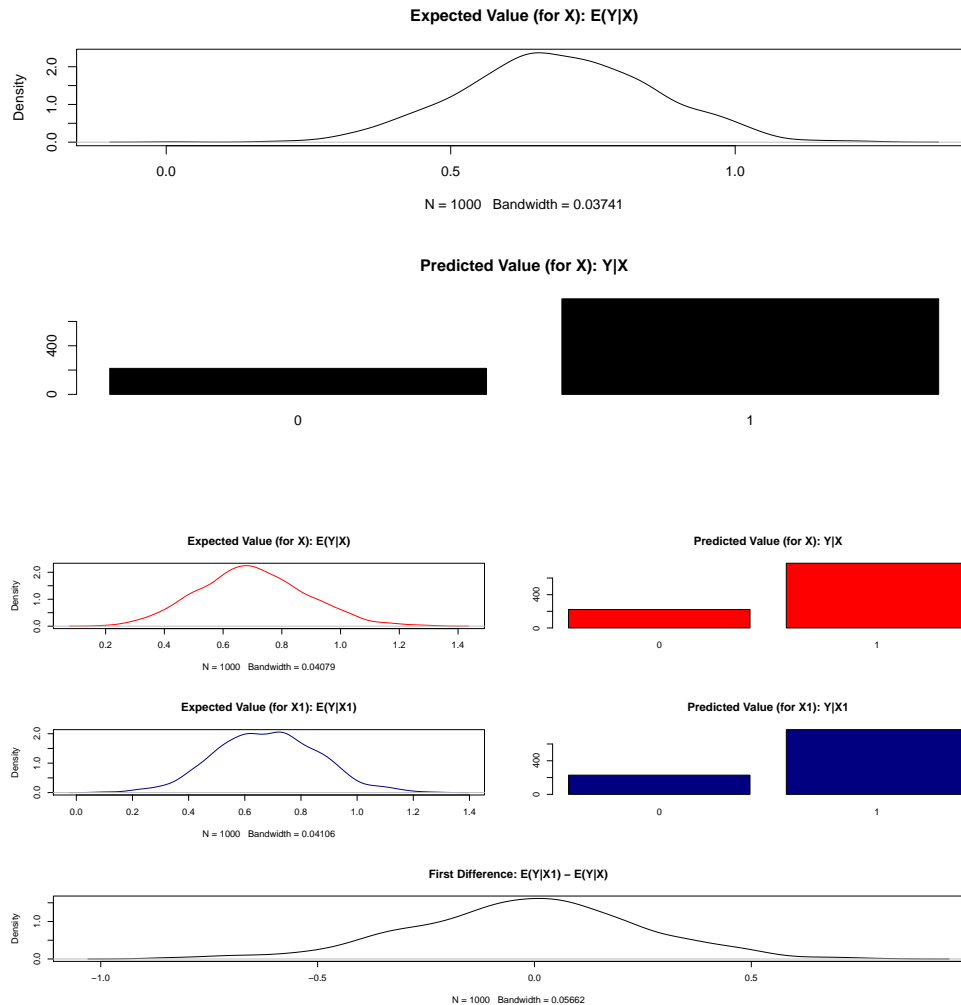 Expected Value (for X): E(Y|X)
Density
0.0 1.0 2.0
0.0 0.5 1.0
N = 1000 Bandwidth = 0.03741
Predicted Value (for X): Y|X
0 400
0 1
Expected Value (for X): E(Y|X)
Density
0.0 1.0 2.0
0.2 0.4 0.6 0.8 1.0 1.2 1.4
N = 1000 Bandwidth = 0.04079
Predicted Value (for X): Y|X
0 400
0 1
Expected Value (for X1): E(Y|X1)
Density
0.0 1.0 2.0
0.0 0.2 0.4 0.6 0.8 1.0 1.2 1.4
N = 1000 Bandwidth = 0.04106
Predicted Value (for X1): Y|X1
0 400
0 1
First Difference: E(Y|X1) − E(Y|X)
Density
0.0 1.0
−1.0 −0.5 0.0 0.5
N = 1000 Bandwidth = 0.05662